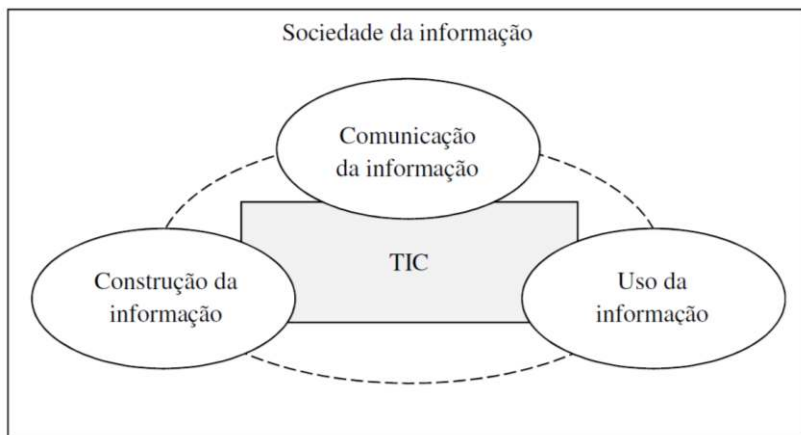 Sociedade da informação
Comunicação
da informação
TIC
Construção da
informação
Uso da
informação